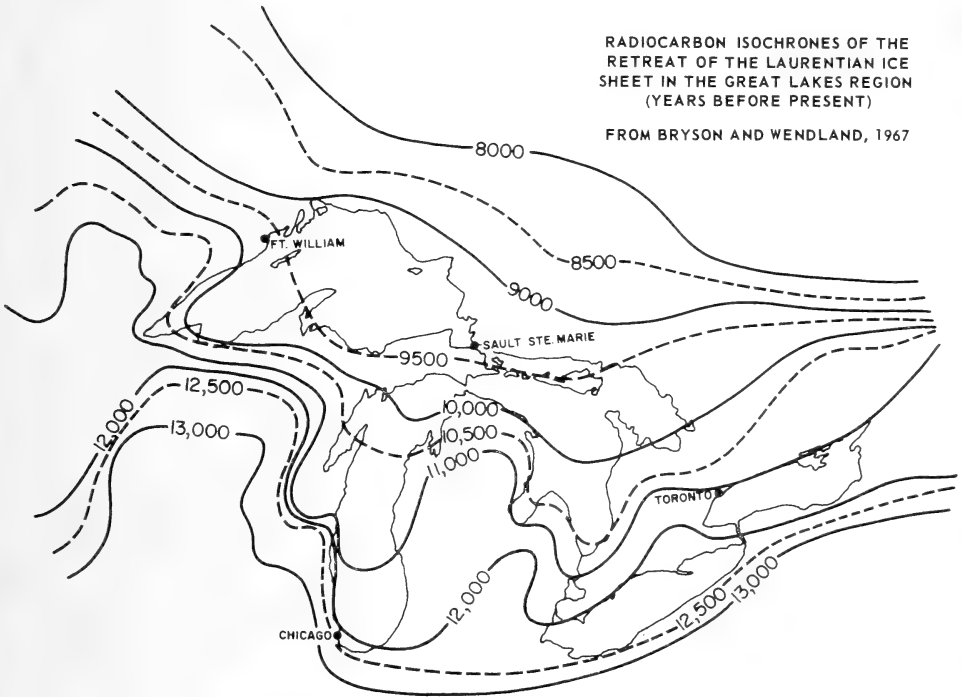 RADIOCARBON ISOCHRONES OF THE
RETREAT OF THE LAURENTIAN ICE
SHEET IN THE GREAT LAKES REGION
(YEARS BEFORE PRESENT)
FROM BRYSON AND WENDLAND, 1967
8000
8500
9000
FT. WILLIAM
SAULT STE. MARIE
9500
10,000
10,500
11,000
12,000
12,500
13,000
TORONTO
12,000
12,500
13,000
CHICAGO